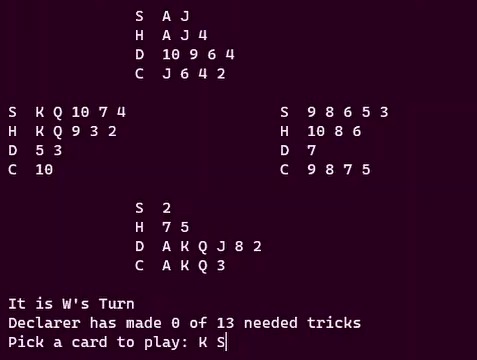 S A J
H A J 4
D 10 9 6 4
C J 6 4 2
S K Q 10 7 4 S 9 8 6 5 3
H K Q 9 3 2 H 10 8 6
D 5 3 D 7
C 10 C 9 8 7 5
S 2
H 7 5
D A K Q J 8 2
C A K Q 3
It is W's Turn
Declarer has made 0 of 13 needed tricks
Pick a card to play: K S